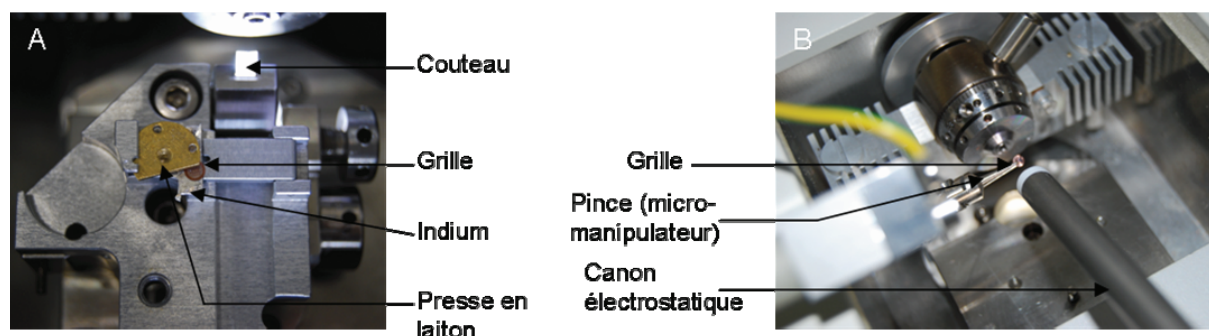 A
Couteau
Grille
Indium
Presse en
laiton
B
Grille
Pince (micro-
manipulateur)
Canon
électrostatique